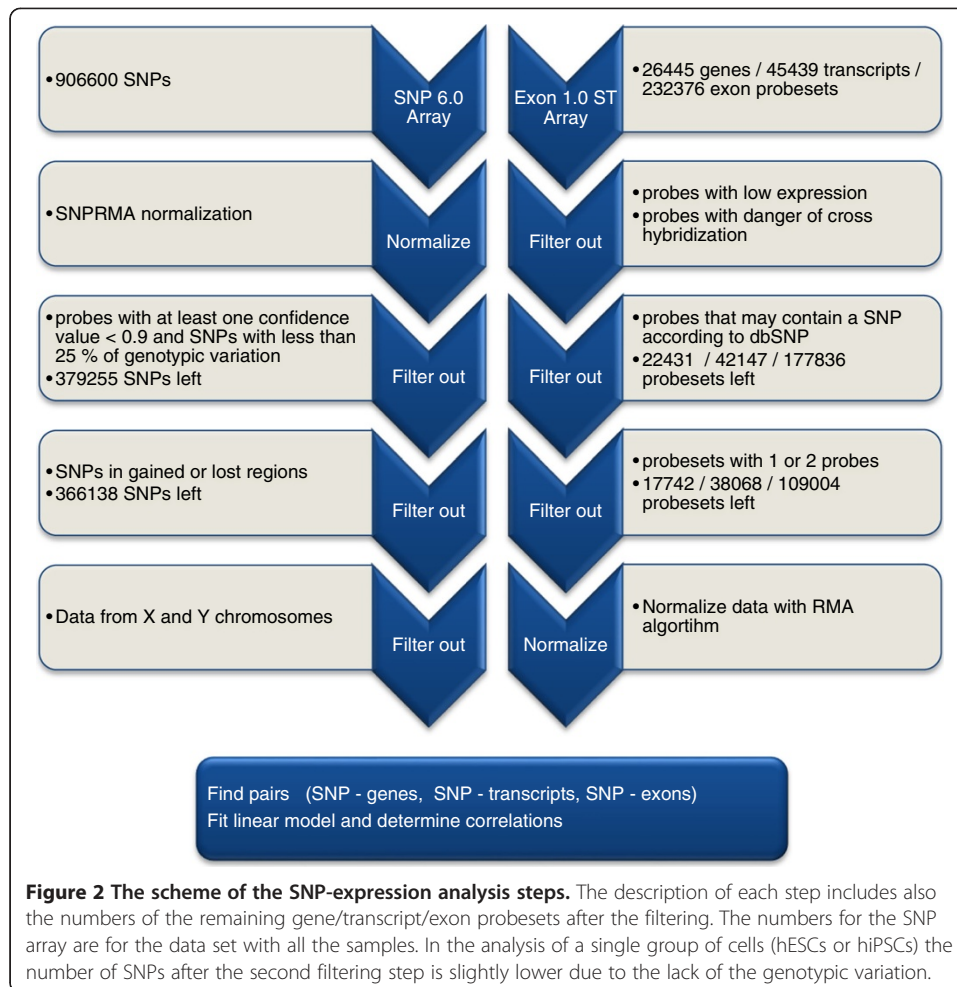 •906600 SNPs
SNP 6.0
Array
Exon 1.0 ST
Array
•26445 genes / 45439 transcripts /
232376 exon probesets
•SNPRMA normalization
Normalize
Filter out
•probes with low expression
•probes with danger of cross
hybridization
•probes with at least one confidence
value < 0.9 and SNPs with less than
25 % of genotypic variation
•379255 SNPs left
Filter out
Filter out
•probes that may contain a SNP
according to dbSNP
•22431 / 42147 / 177836
probesets left
•SNPs in gained or lost regions
•366138 SNPs left
Filter out
Filter out
•probesets with 1 or 2 probes
•17742 / 38068 / 109004
probesets left
•Data from X and Y chromosomes
Filter out
Normalize
•Normalize data with RMA
algortihm
Find pairs (SNP - genes, SNP - transcripts, SNP - exons)
Fit linear model and determine correlations
Figure 2 The scheme of the SNP-expression analysis steps. The description of each step includes also
the numbers of the remaining gene/transcript/exon probesets after the filtering. The numbers for the SNP
array are for the data set with all the samples. In the analysis of a single group of cells (hESCs or hiPSCs) the
number of SNPs after the second filtering step is slightly lower due to the lack of the genotypic variation.